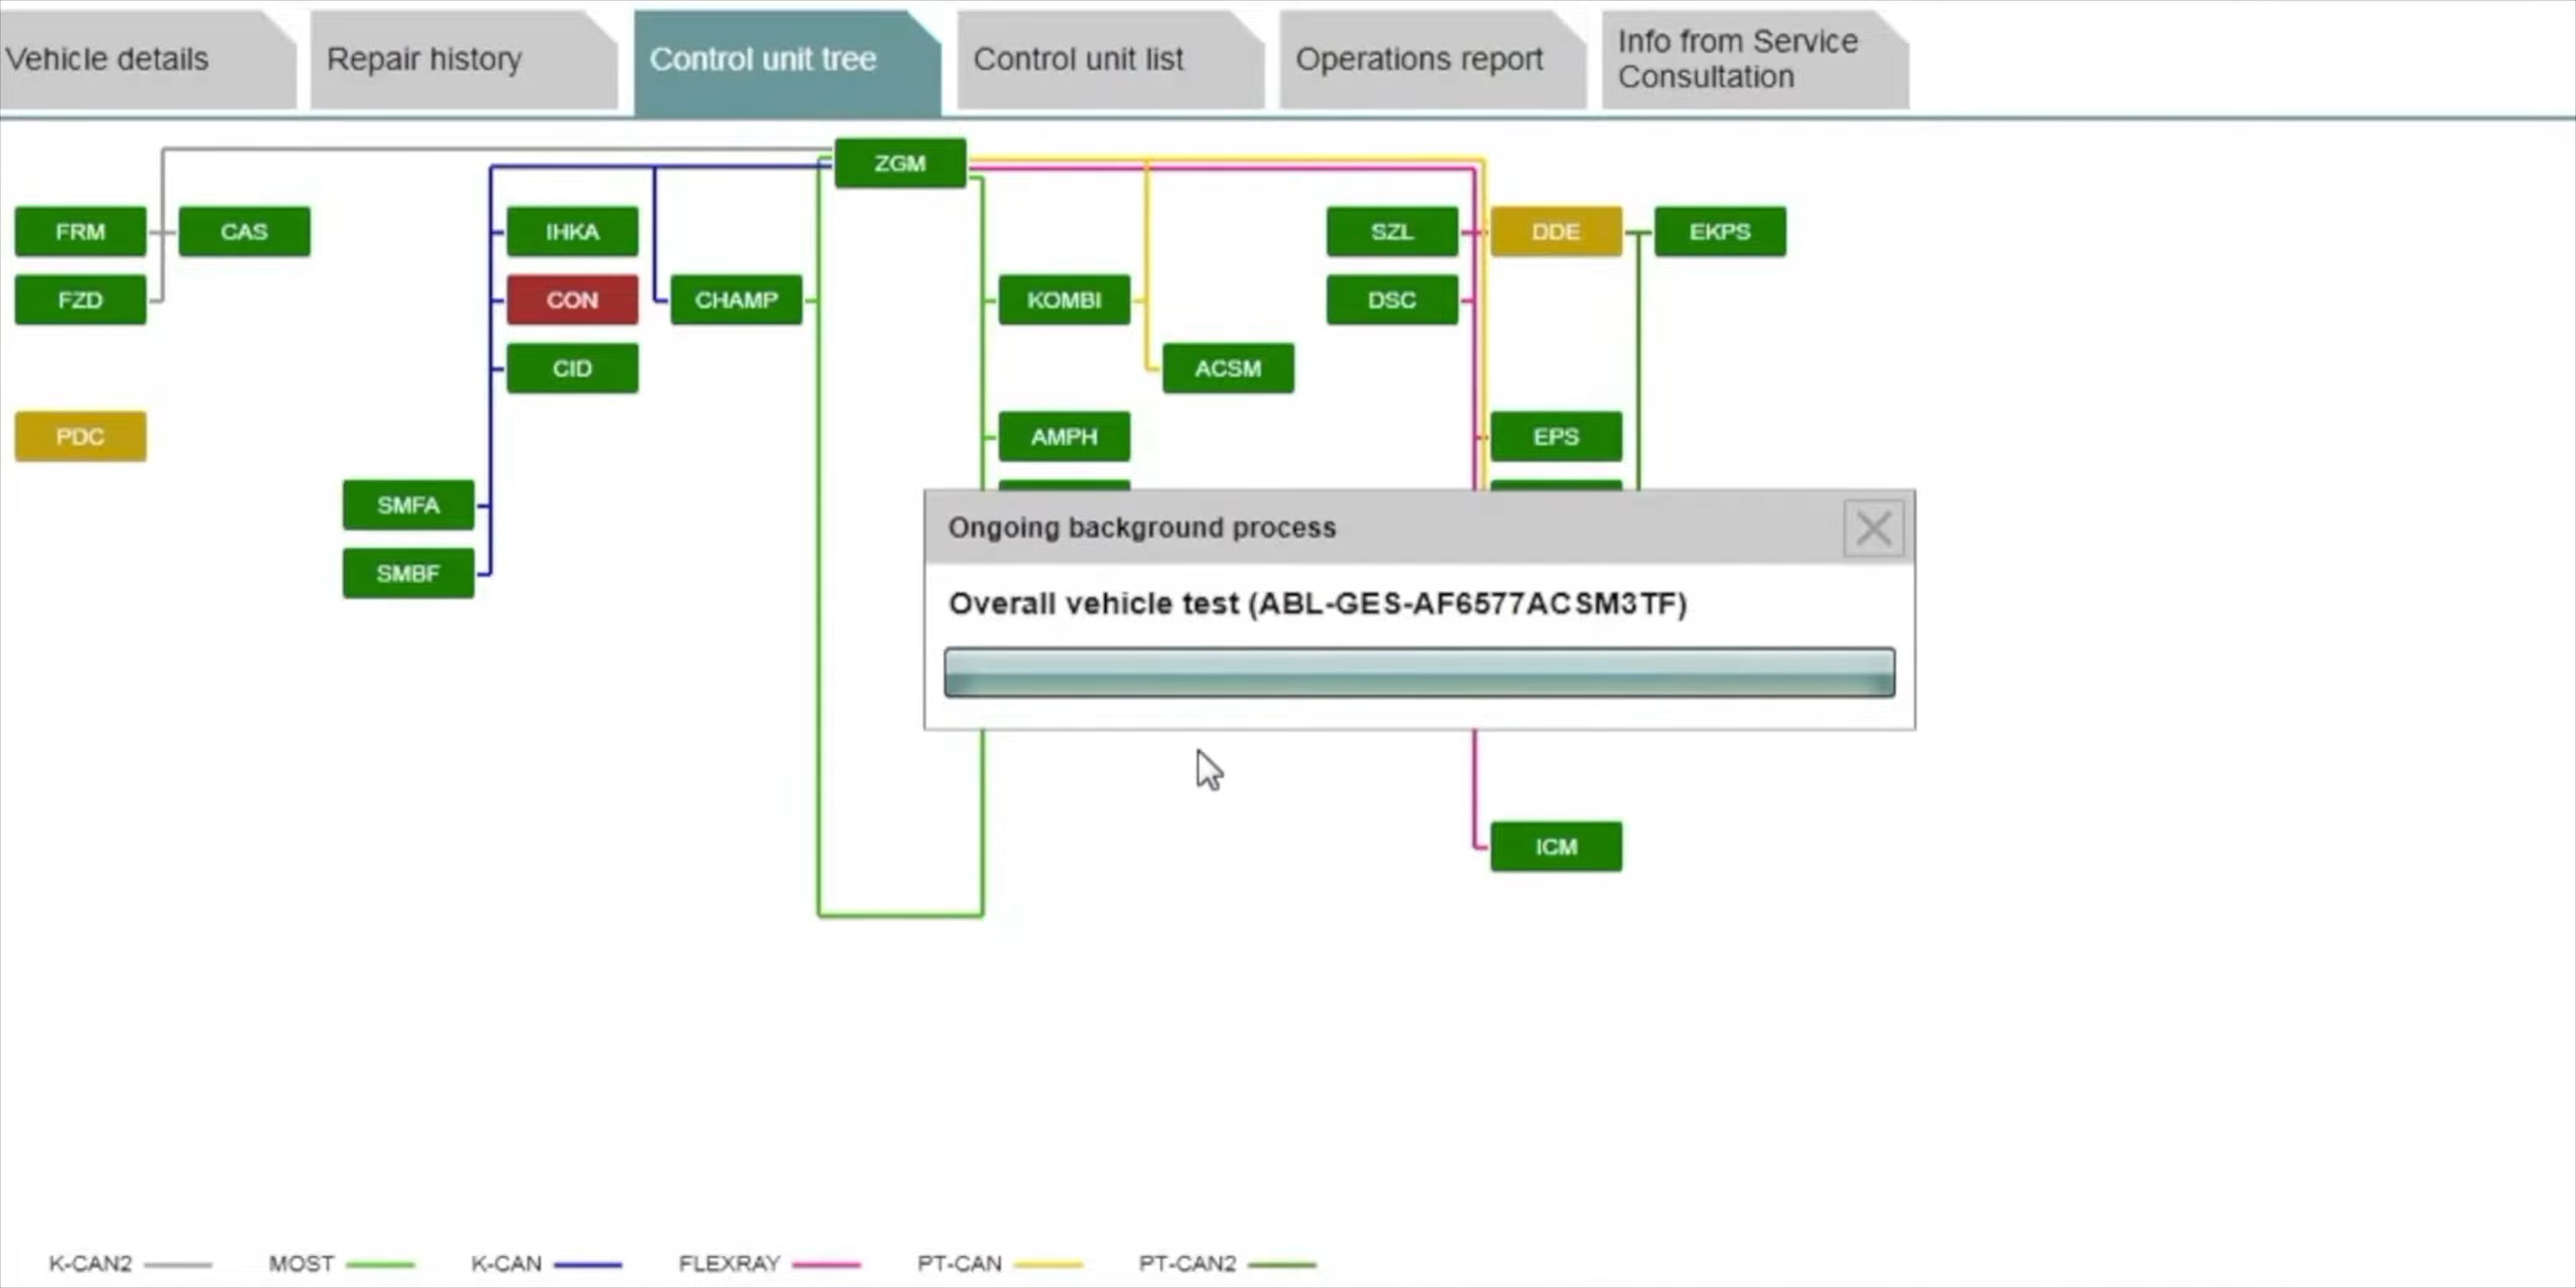 Vehicle details
Repair history
Control unit tree
Control unit list
Operations report
Info from Service
Consultation
ZGM
FRM
CAS
IHKA
SZL
DDE
EKPS
FZD
CON
CHAMP
KOMBI
DSC
CID
ACSM
PDC
AMPH
EPS
SMFA
SMBF
Ongoing background process
Overall vehicle test (ABL-GES-AF6577ACSM3TF)
ICM
K-CAN2
MOST
K-CAN
FLEXRAY
PT-CAN
PT-CAN2